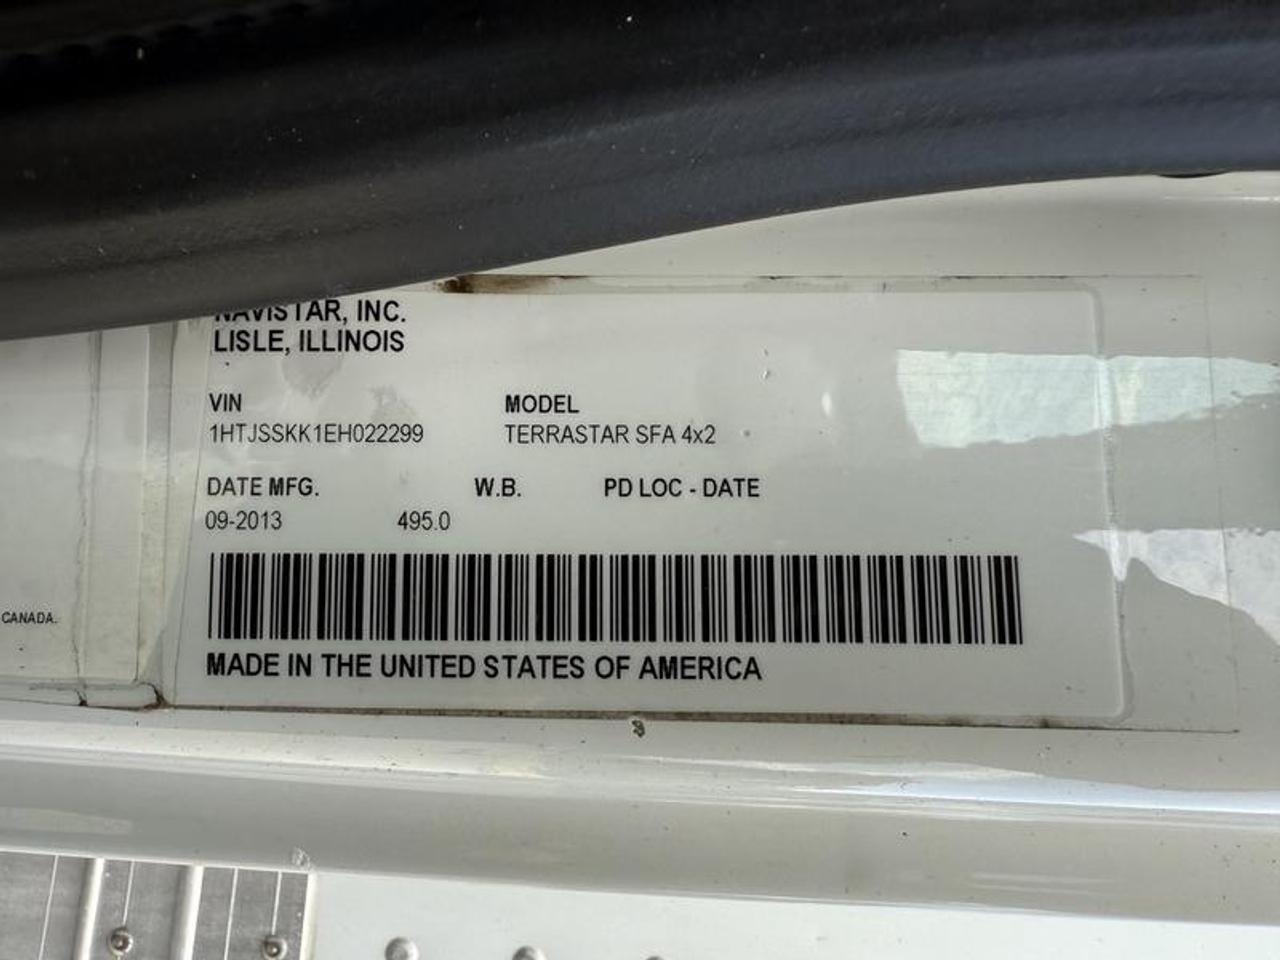 NAVISTAR, INC.
LISLE, ILLINOIS
VIN MODEL
1HTJSSKK1EH022299 TERRASTAR SFA 4x2
DATE MFG. W.B. PD LOC - DATE
09-2013 495.0
MADE IN THE UNITED STATES OF AMERICA
CANADA.